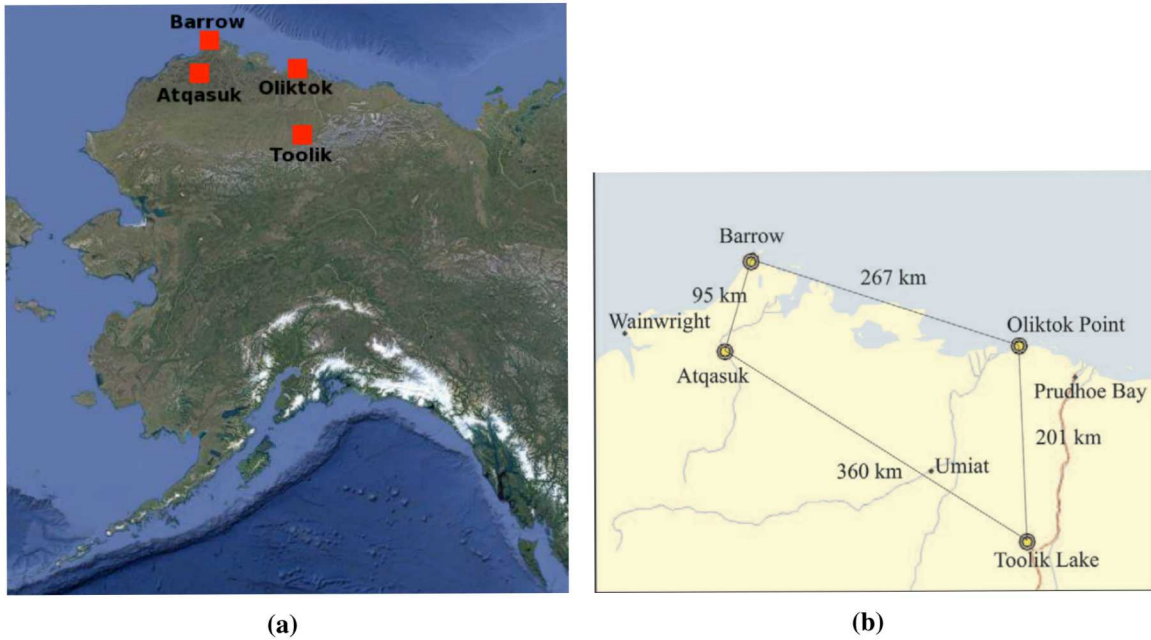 Barrow
Atqasuk
Oliktok
Toolik
(a)
Barrow
267 km
95 km
Wainwright
Oliktok Point
Atqasuk
Prudhoe Bay
201 km
360 km
Umiat
Toolik Lake
(b)